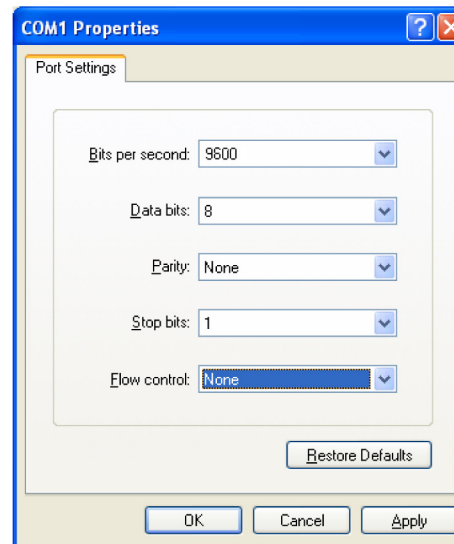 COM1 Properties
Port Settings
Bits per second: 9600
Data bits: 8
Parity: None
Stop bits: 1
Flow control: None
Restore Defaults
OK Cancel Apply